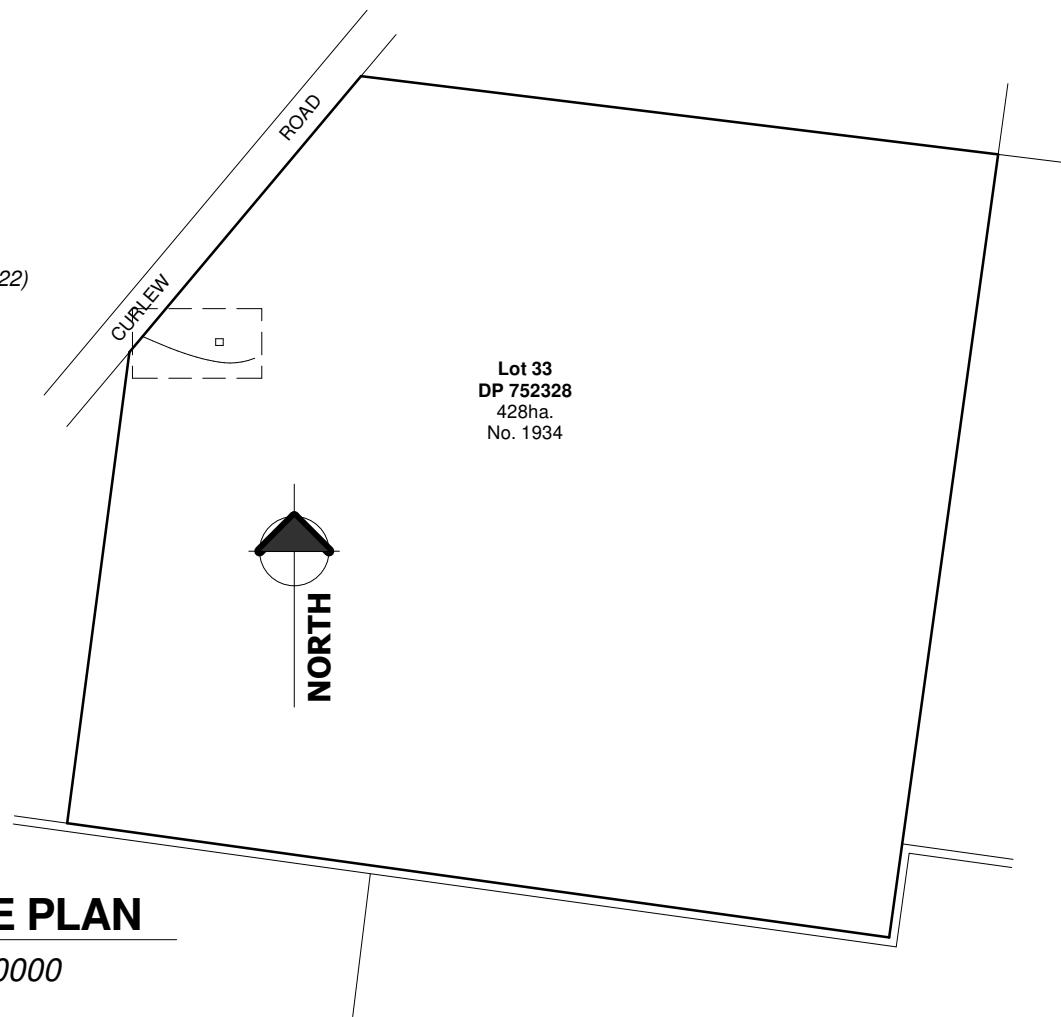 ROAD
CURLEW
22)
Lot 33
DP 752328
428ha.
No. 1934
NORTH
E PLAN
0000